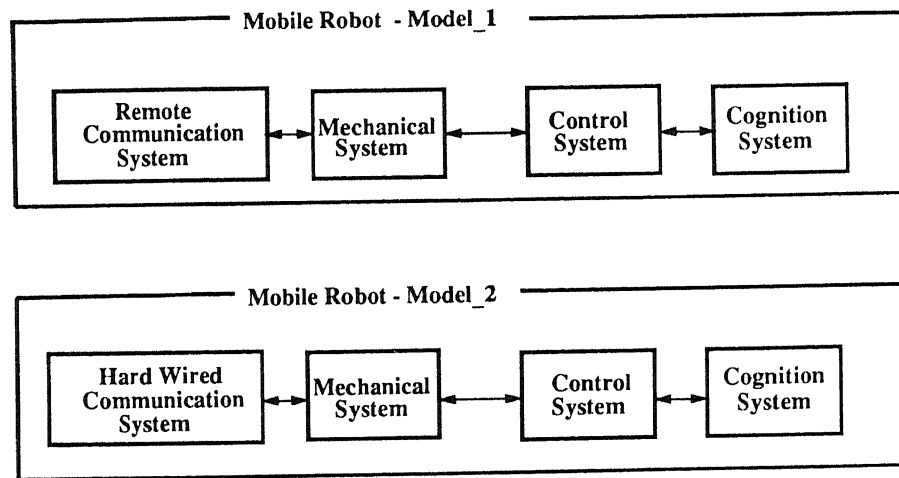 Mobile Robot - Model_1
Remote
Communication
System
Mechanical
System
Control
System
Cognition
System
Mobile Robot - Model_2
Hard Wired
Communication
System
Mechanical
System
Control
System
Cognition
System